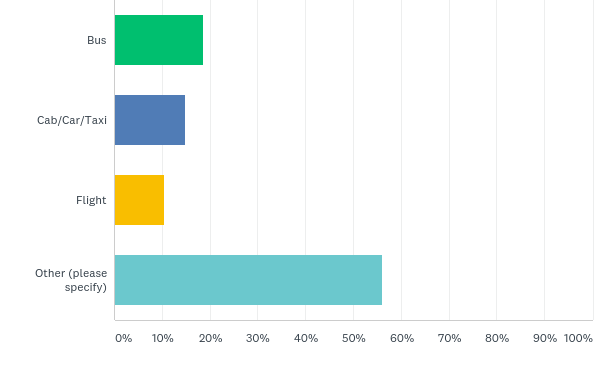 Bus
Cab/Car/Taxi
Flight
Other (please
specify)
0% 10% 20% 30% 40% 50% 60% 70% 80% 90% 100%